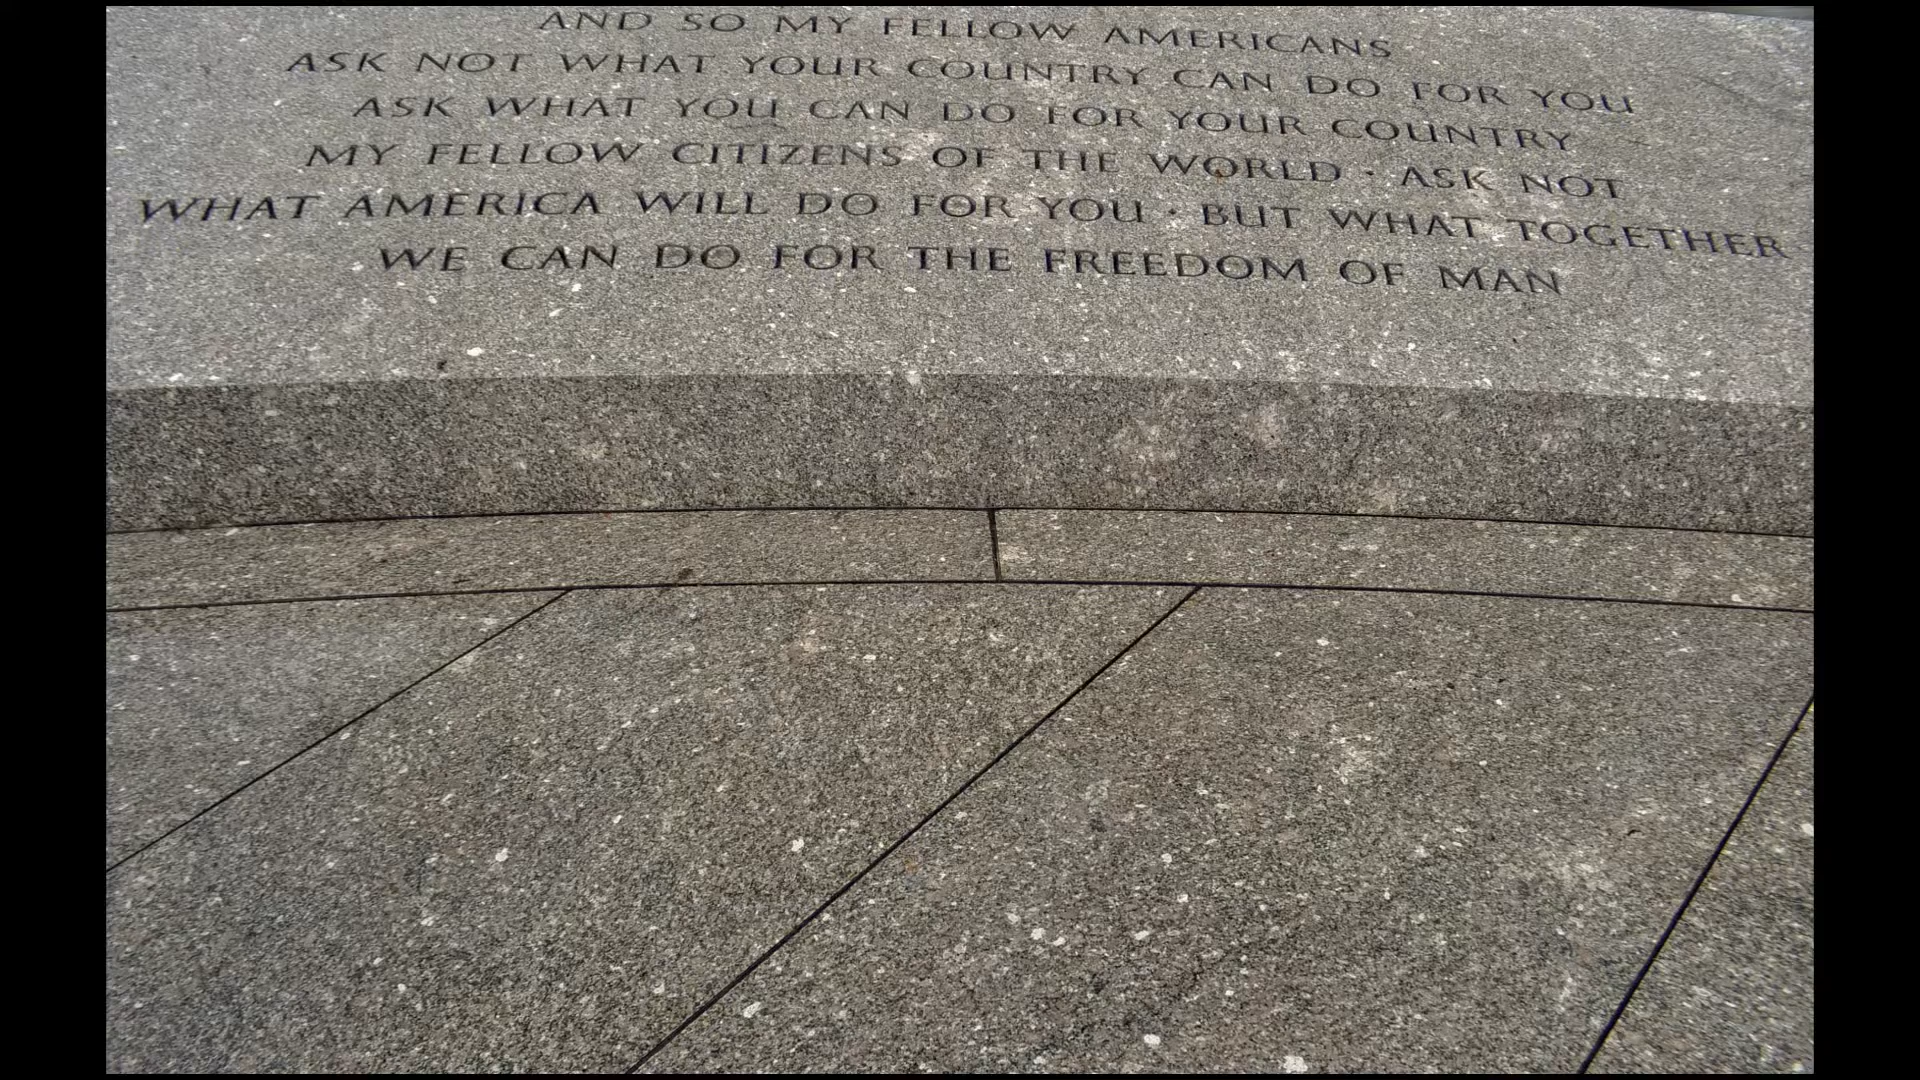 AND SO MY FELLOW AMERICANS
ASK NOT WHAT YOUR COUNTRY CAN DO FOR YOU
ASK WHAT YOU CAN DO FOR YOUR COUNTRY
MY FELLOW CITIZENS OF THE WORLD · ASK NOT
WHAT AMERICA WILL DO FOR YOU · BUT WHAT TOGETHER
WE CAN DO FOR THE FREEDOM OF MAN